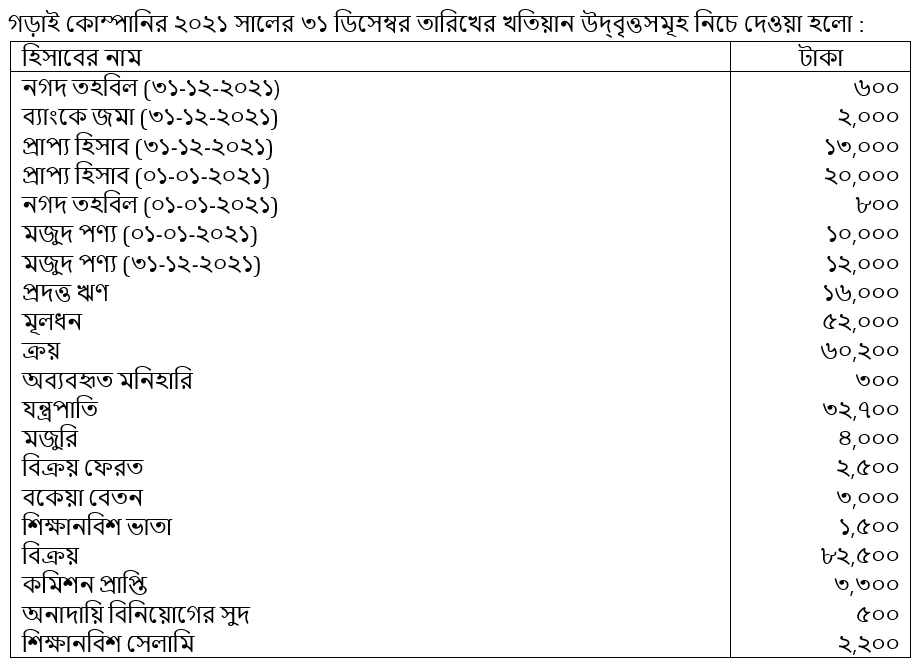 গড়াই কোম্পানির ২০২১ সালের ৩১ ডিসেম্বর তারিখের খতিয়ান উদ্‌বৃত্তসমূহ নিচে দেওয়া হলো :
হিসাবের নাম টাকা
নগদ তহবিল (৩১-১২-২০২১) ৬০০
ব্যাংকে জমা (৩১-১২-২০২১) ২,০০০
প্রাপ্য হিসাব (৩১-১২-২০২১) ১৩,০০০
প্রাপ্য হিসাব (০১-০১-২০২১) ২০,০০০
নগদ তহবিল (০১-০১-২০২১) ৮০০
মজুদ পণ্য (০১-০১-২০২১) ১০,০০০
মজুদ পণ্য (৩১-১২-২০২১) ১২,০০০
প্রদত্ত ঋণ ১৬,০০০
মূলধন ৫২,০০০
ক্রয় ৬০,২০০
অব্যবহৃত মনিহারি ৩০০
যন্ত্রপাতি ৩২,৭০০
মজুরি ৪,০০০
বিক্রয় ফেরত ২,৫০০
বকেয়া বেতন ৩,০০০
শিক্ষানবিশ ভাতা ১,৫০০
বিক্রয় ৮২,৫০০
কমিশন প্রাপ্তি ৩,৩০০
অনাদায়ি বিনিয়োগের সুদ ৫০০
শিক্ষানবিশ সেলামি ২,২০০